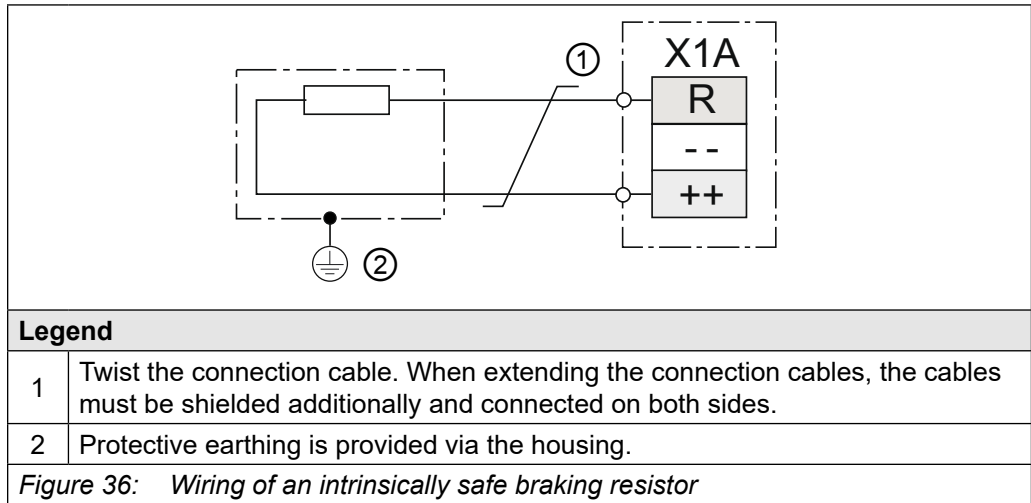 ①
X1A
R
- -
++
②
Legend
1 Twist the connection cable. When extending the connection cables, the cables
must be shielded additionally and connected on both sides.
2 Protective earthing is provided via the housing.
Figure 36: Wiring of an intrinsically safe braking resistor